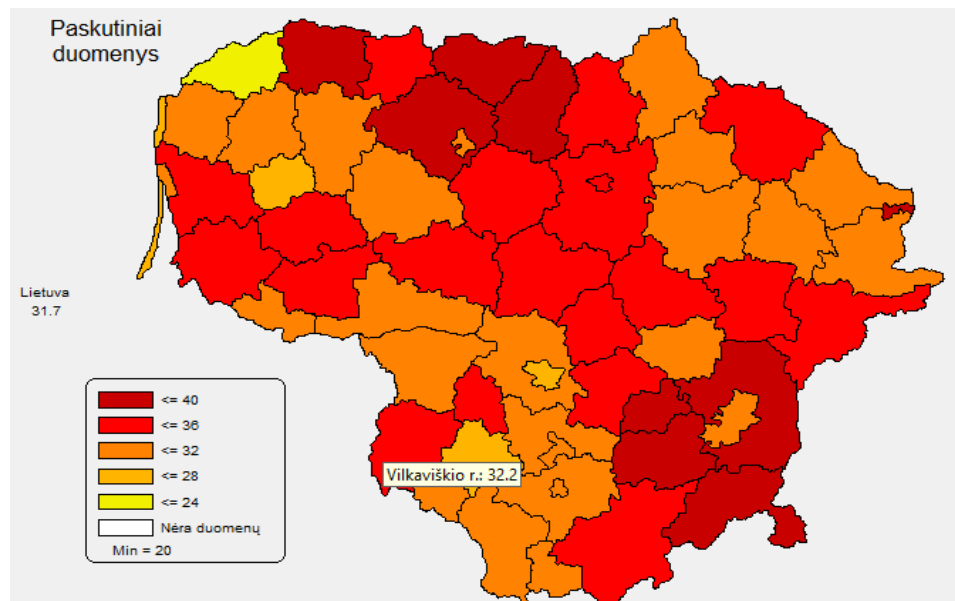 Paskutiniai
duomenys
Lietuva
31.7
<= 40
<= 36
<= 32
<= 28
<= 24
Nėra duomenų
Min = 20
Vilkaviškio r.: 32.2